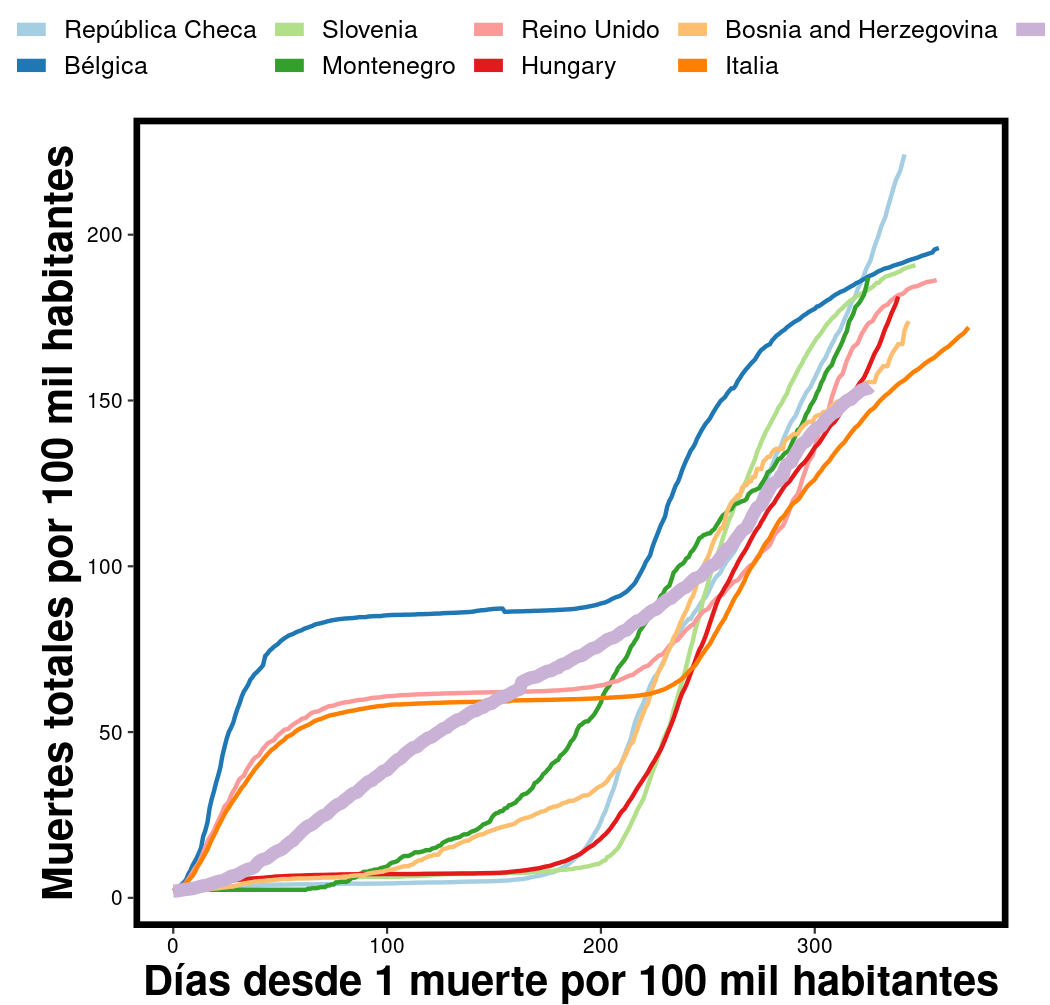 República Checa Slovenia Reino Unido Bosnia and Herzegovina
Bélgica Montenegro Hungary Italia
Muertes totales por 100 mil habitantes
200
150
100
50
0
0 100 200 300
Días desde 1 muerte por 100 mil habitantes